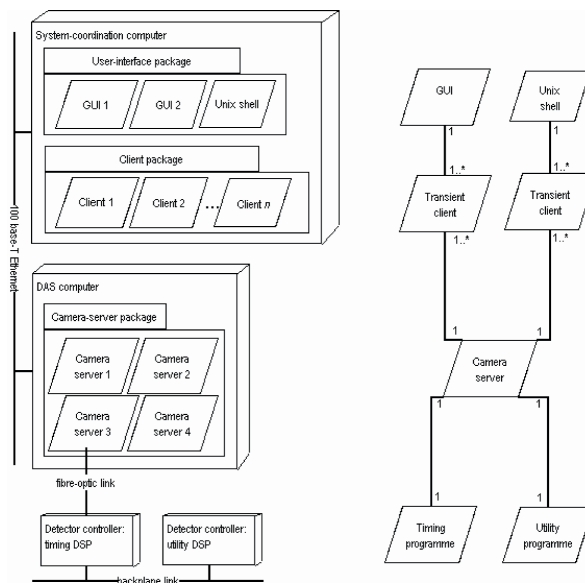 System-coordination computer
User-interface package
GUI 1
GUI 2
Unix shell
Client package
Client 1
Client 2
...
Client n
100 base-T Ethernet
DAS computer
Camera-server package
Camera
server 1
Camera
server 2
Camera
server 3
Camera
server 4
fibre-optic link
Detector controller:
timing DSP
Detector controller:
utility DSP
backplane link
GUI
Unix
shell
1
1
1..*
1..*
Transient
client
Transient
client
1..*
1..*
1
1
Camera
server
1
1
1
1
Timing
programme
Utility
programme